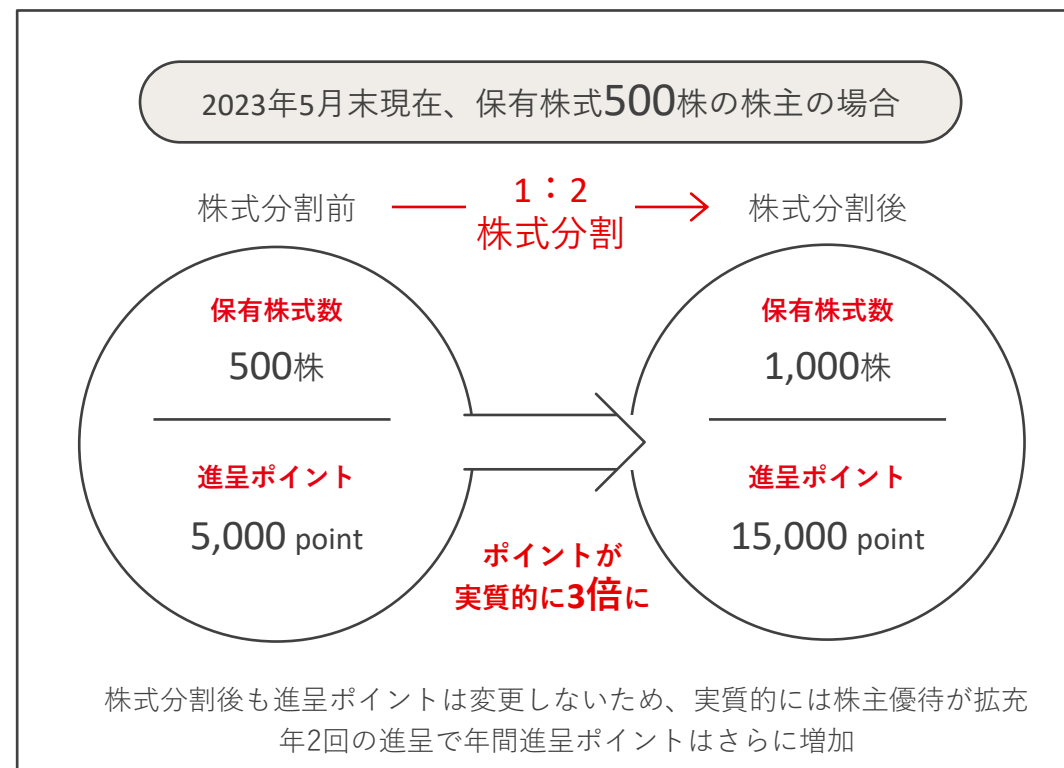 2023年5月末現在、保有株式500株の株主の場合
株式分割前
1:2
株式分割
株式分割後
保有株式数
500株
進呈ポイント
5,000 point
ポイントが
実質的に3倍に
保有株式数
1,000株
進呈ポイント
15,000 point
株式分割後も進呈ポイントは変更しないため、実質的には株主優待が拡充
年2回の進呈で年間進呈ポイントはさらに増加